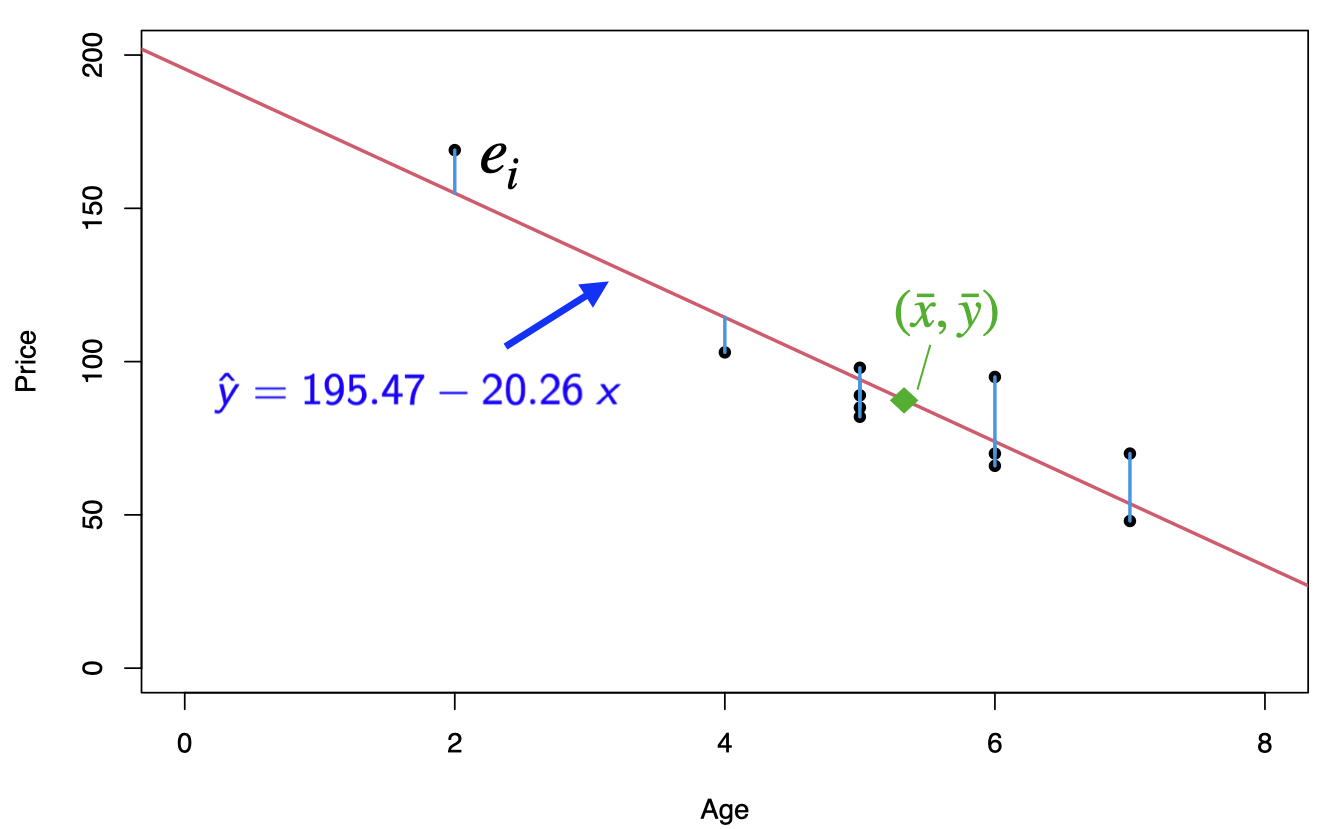 200
150
100
50
0
Price
e_i
(x̄, ȳ)
ŷ = 195.47 − 20.26 x
0 2 4 6 8
Age